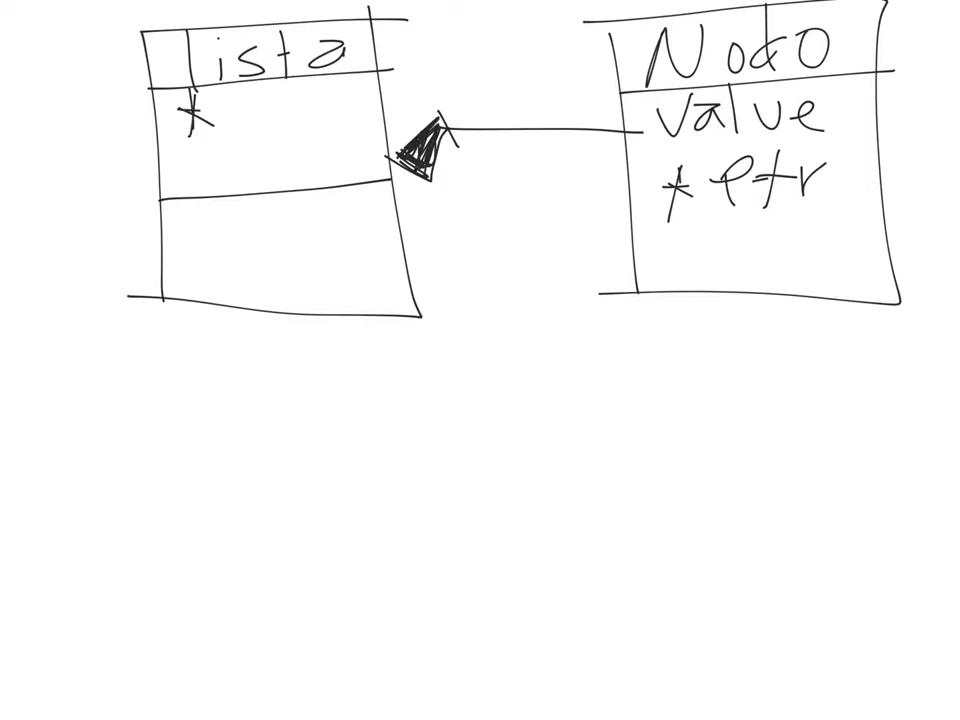 Lista
*
Nodo
value
* Ptr